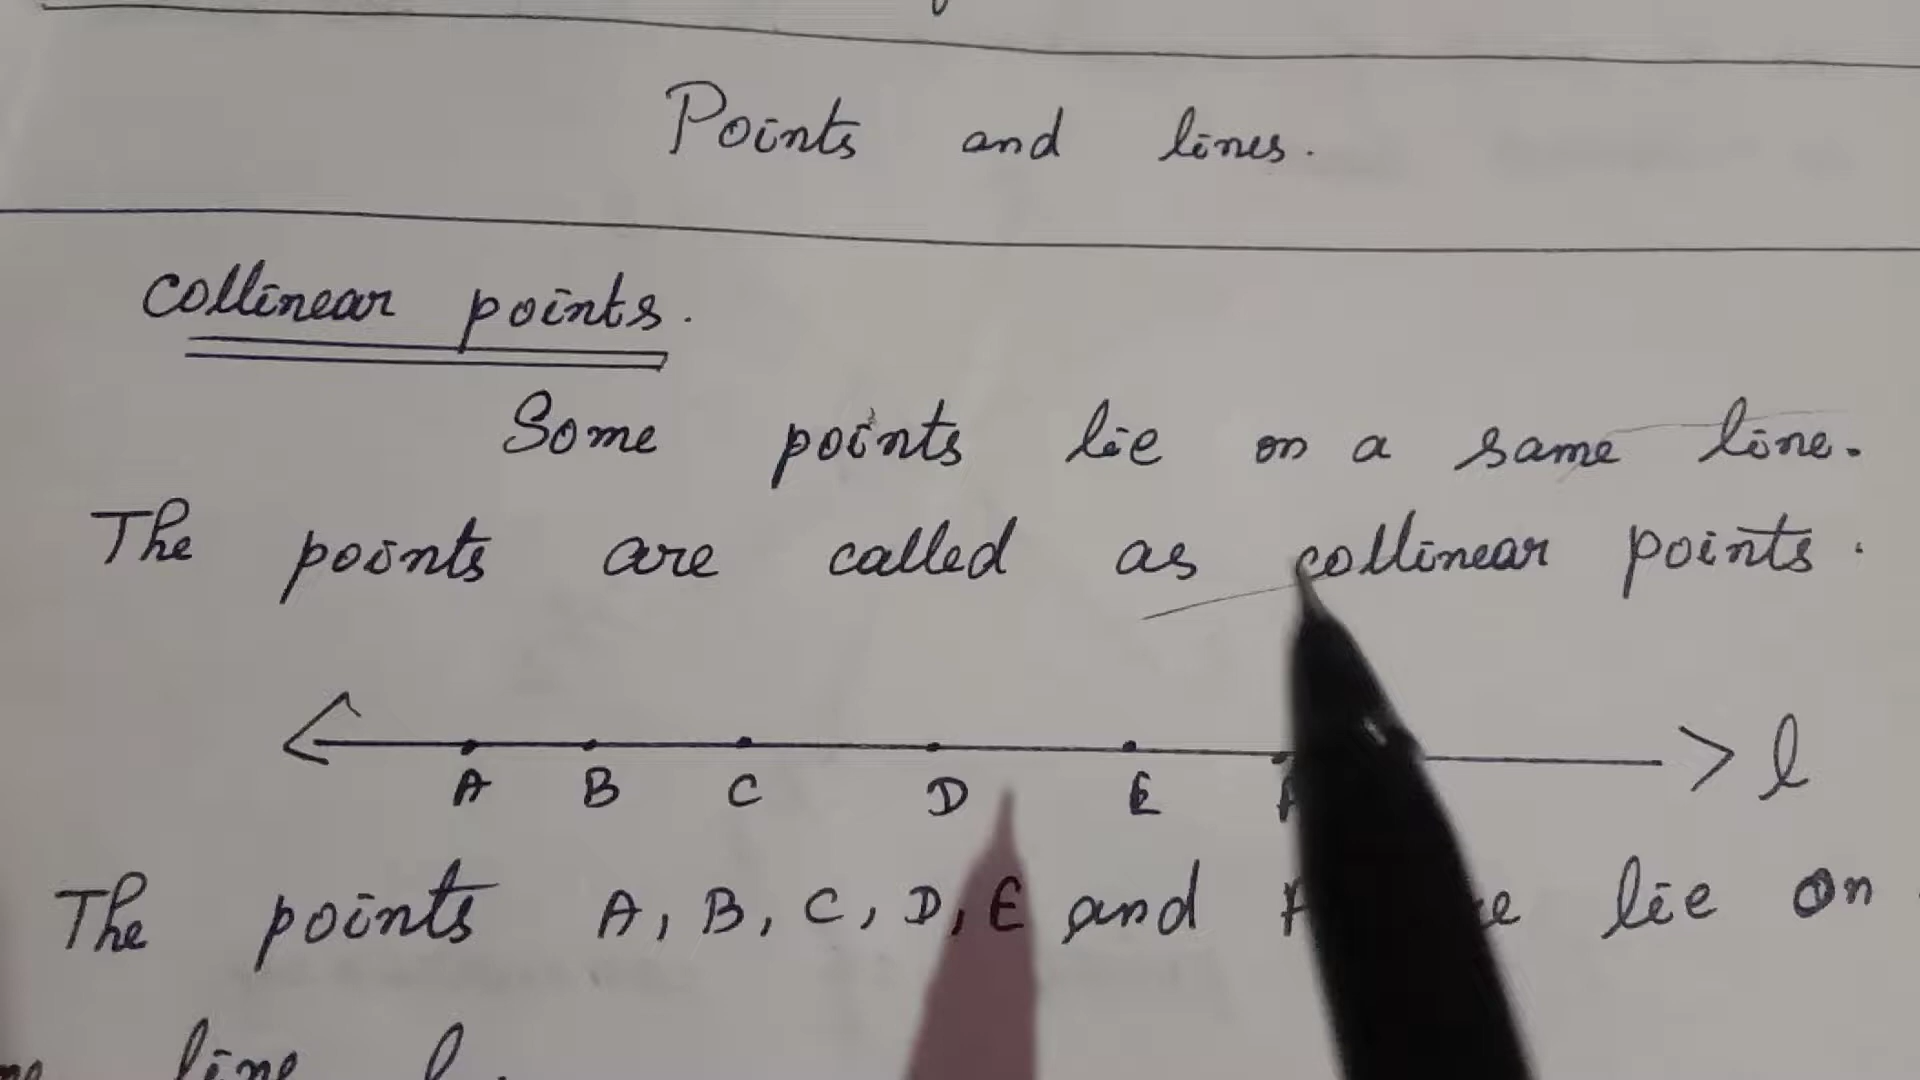 Points and lines.
Collinear points.
Some points lie on a same line.
The points are called as collinear points.
l
A B C D E
The points A, B, C, D, E and lie on
line l.